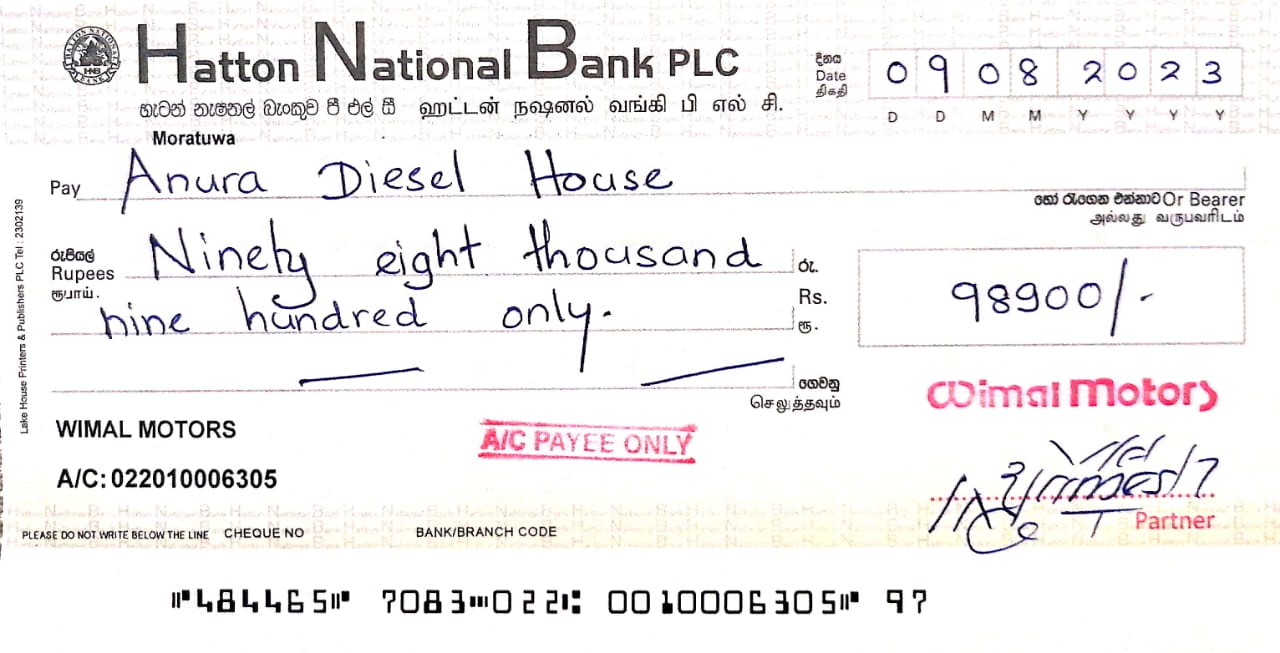 Hatton National Bank PLC
හැටන් නැෂනල් බැංකුව පී එල් සී ஹட்டன் நஷனல் வங்கி பி எல் சி.
Moratuwa
දිනය
Date
திகதி
0 9 0 8 2 0 2 3
D D M M Y Y Y Y
Pay Anura Diesel House
හෝ රැගෙන එන්නාට Or Bearer
அல்லது வருபவரிடம்
රුපියල්
Rupees
ரூபாய்.
Ninety eight thousand
nine hundred only.
රු.
Rs.
ரூ.
98900/-
ගෙවනු
செலுத்தவும்
Wimal Motors
WIMAL MOTORS
A/C PAYEE ONLY
A/C: 022010006305
Partner
PLEASE DO NOT WRITE BELOW THE LINE CHEQUE NO BANK/BRANCH CODE
⑈484465⑈ 7083⑉022⑆ 0010006305⑈ 97
Lake House Printers & Publishers PLC Tel : 2302139